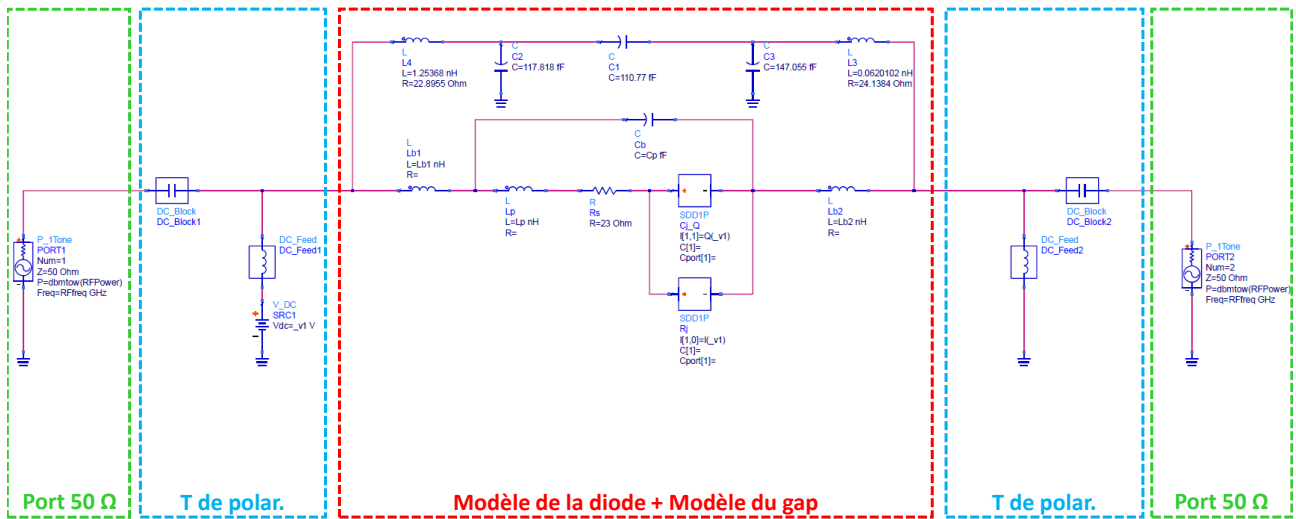 L
L4
L=1.25368 nH
R=22.8955 Ohm
C
C2
C=117.818 fF
C
C1
C=110.77 fF
C
C3
C=147.055 fF
L
L3
L=0.0620102 nH
R=24.1384 Ohm
C
Cb
C=Cp fF
L
Lb1
L=Lb1 nH
R=
L
Lp
L=Lp nH
R=
R
Rs
R=23 Ohm
SDD1P
Cj_Q
I[1,1]=Q(_v1)
C[1]=
Cport[1]=
L
Lb2
L=Lb2 nH
R=
SDD1P
Rj
I[1,0]=I(_v1)
C[1]=
Cport[1]=
DC_Block
DC_Block1
P_1Tone
PORT1
Num=1
Z=50 Ohm
P=dbmtow(RFPower)
Freq=RFfreq GHz
DC_Feed
DC_Feed1
V_DC
SRC1
Vdc=_v1 V
DC_Feed
DC_Feed2
DC_Block
DC_Block2
P_1Tone
PORT2
Num=2
Z=50 Ohm
P=dbmtow(RFPower)
Freq=RFfreq GHz
Port 50 Ω
T de polar.
Modèle de la diode + Modèle du gap
T de polar.
Port 50 Ω